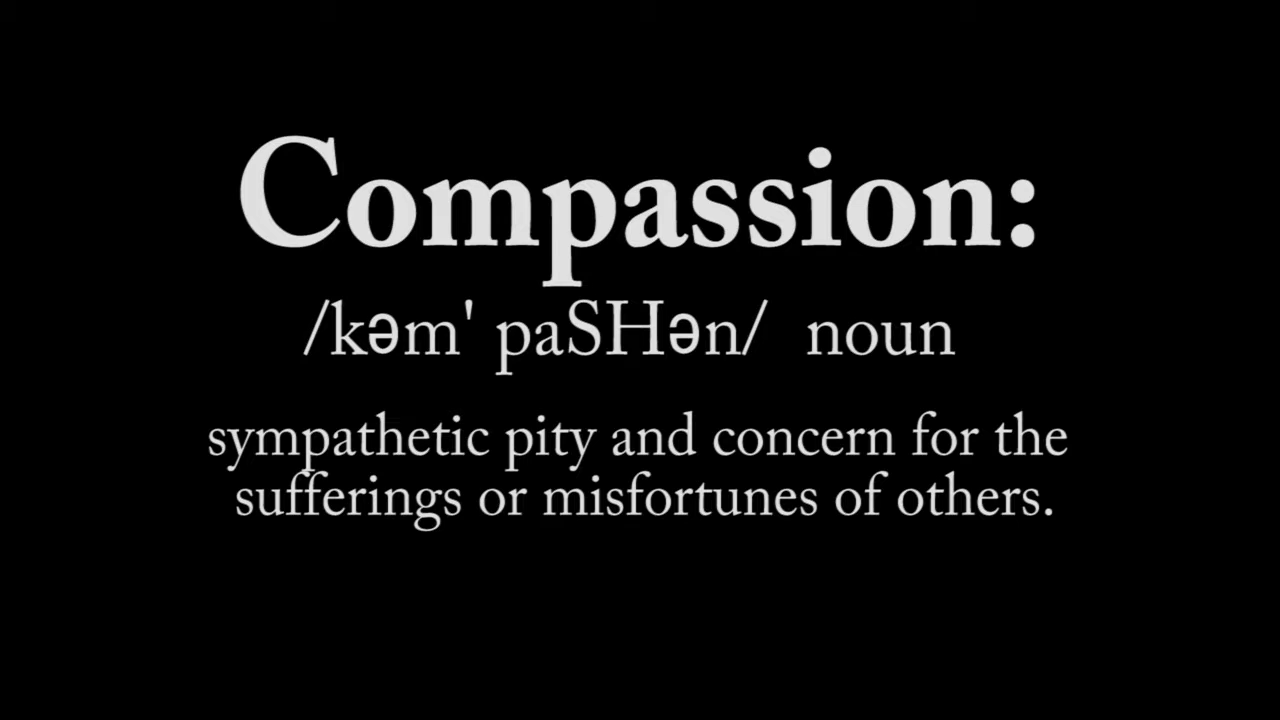 Compassion:
/kəm' paSHən/ noun
sympathetic pity and concern for the
sufferings or misfortunes of others.